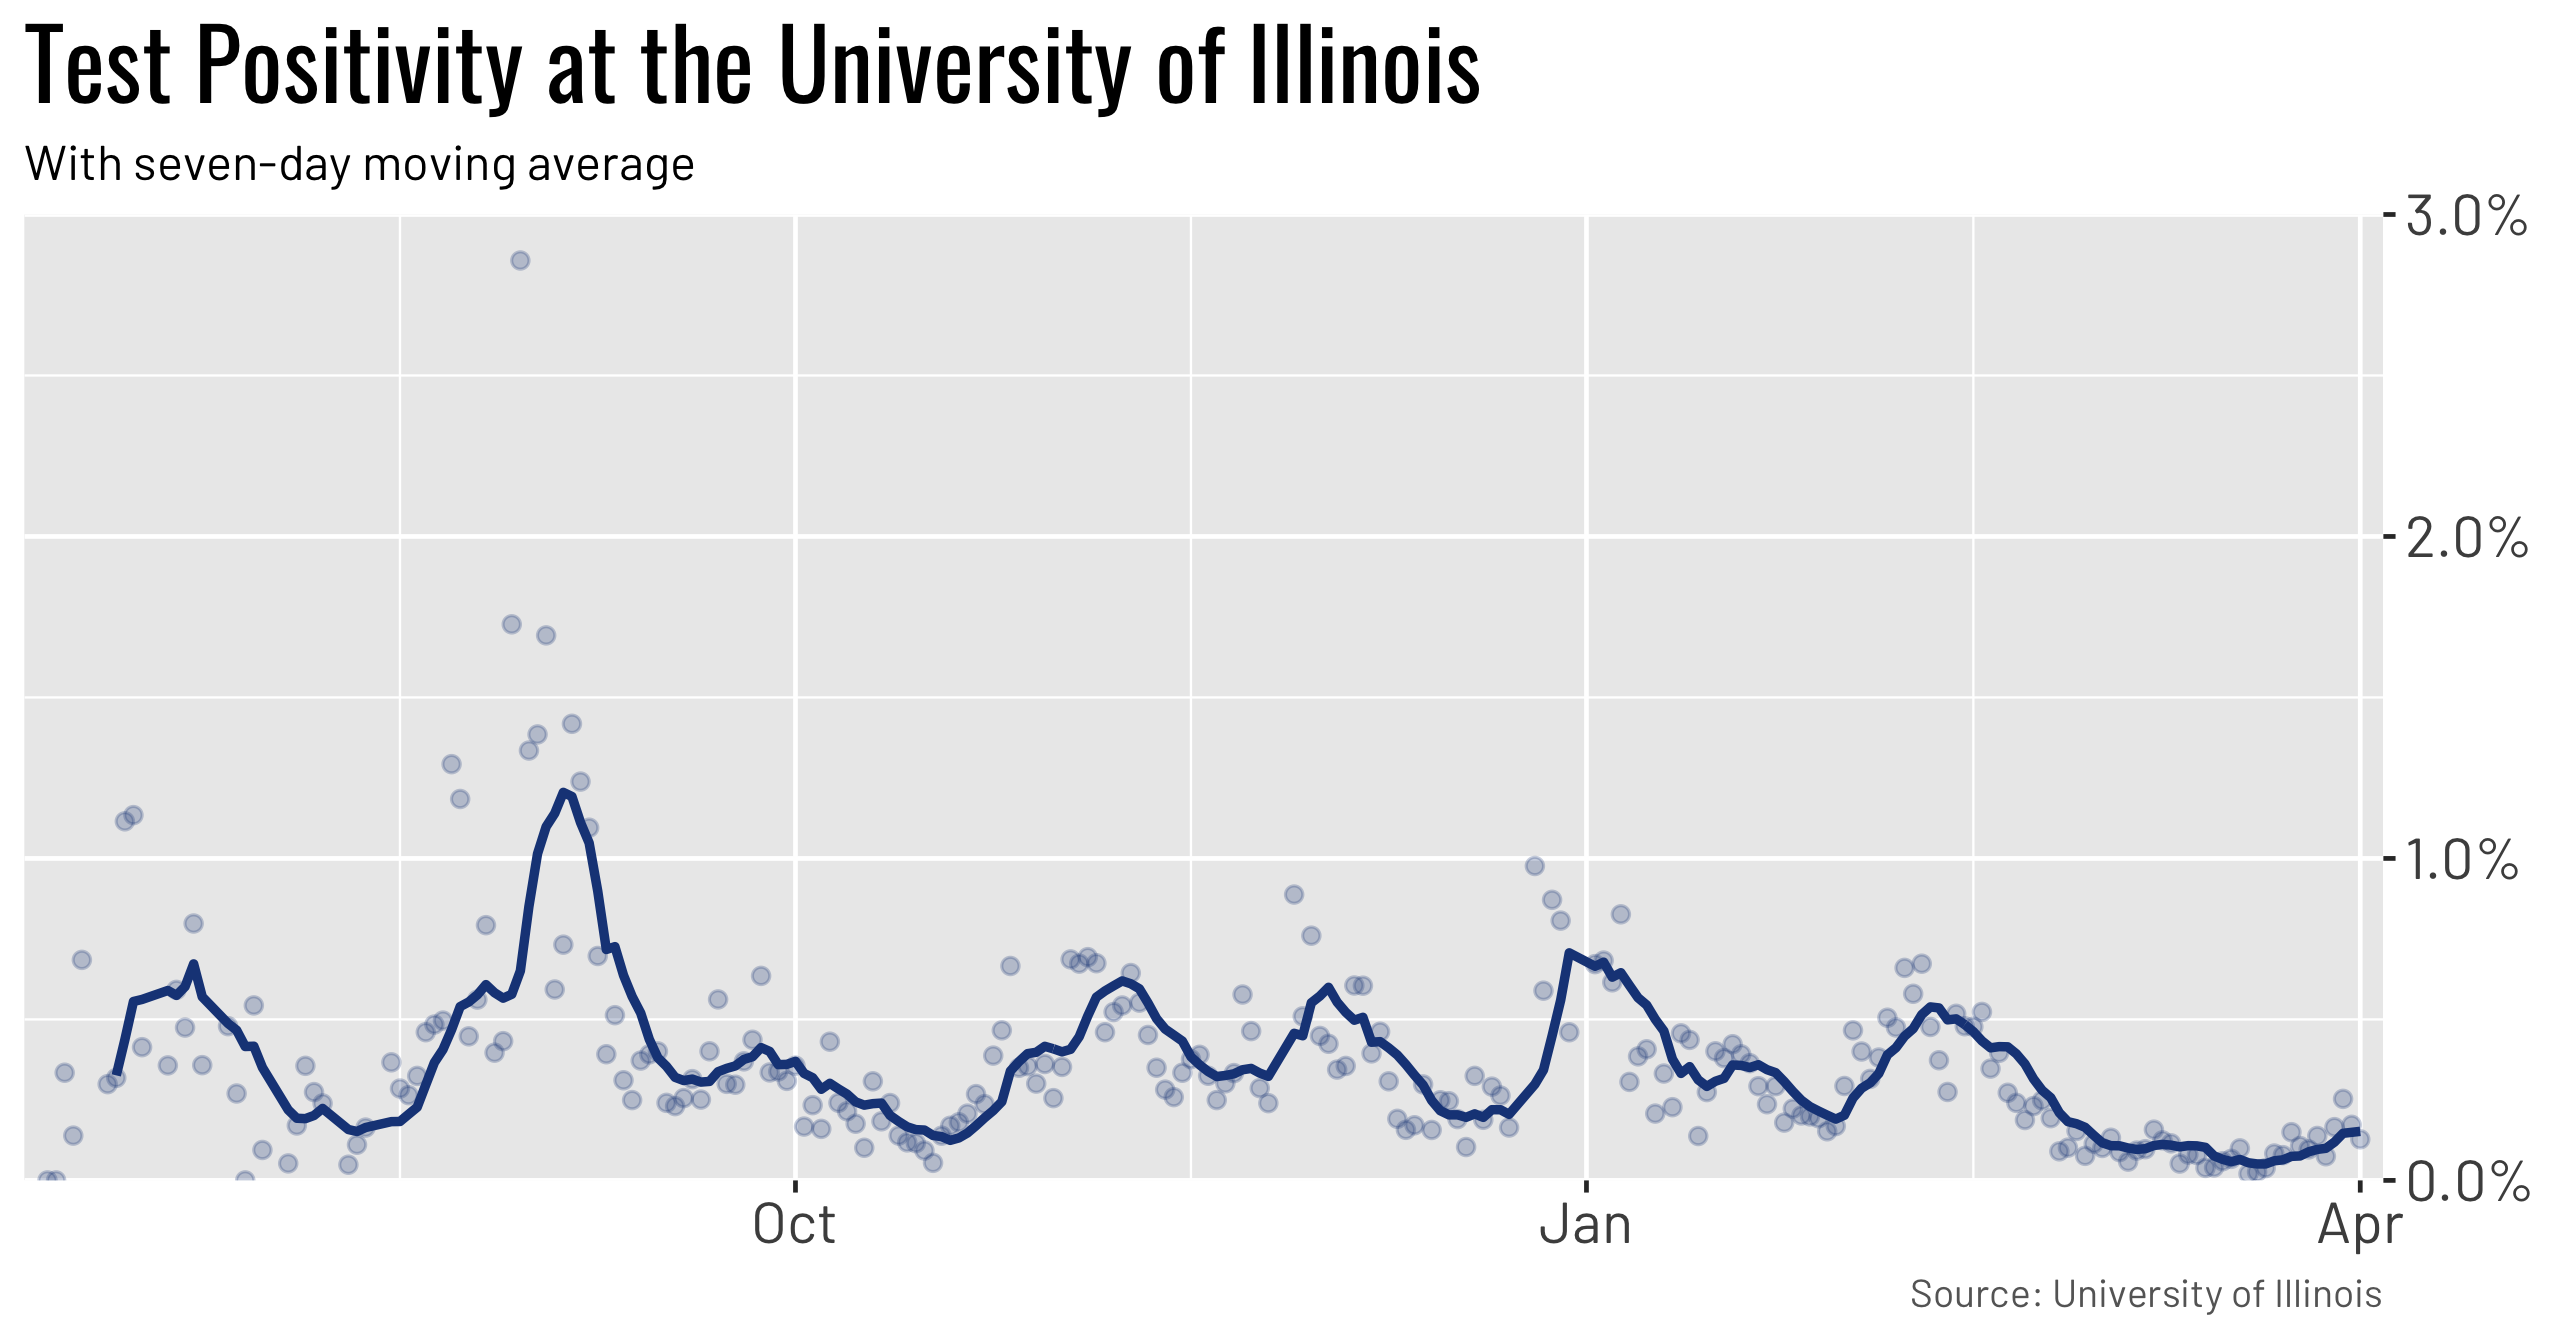 Test Positivity at the University of Illinois
With seven-day moving average
3.0%
2.0%
1.0%
0.0%
Oct
Jan
Apr
Source: University of Illinois